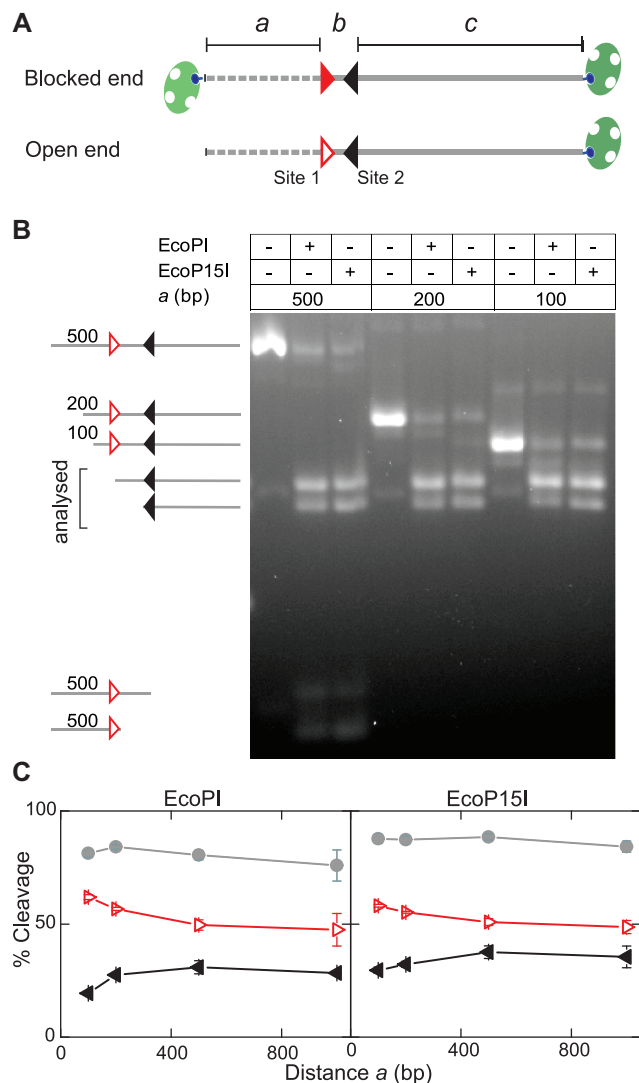 A
a b c
Blocked end
Open end
Site 1 Site 2
B
EcoPI - + - - + - - + -
EcoP15I - - + - - + - - +
a (bp) 500 200 100
500
200
100
analysed
500
500
C
EcoPI EcoP15I
100
50
0
% Cleavage
0 400 800 0 400 800
Distance a (bp)